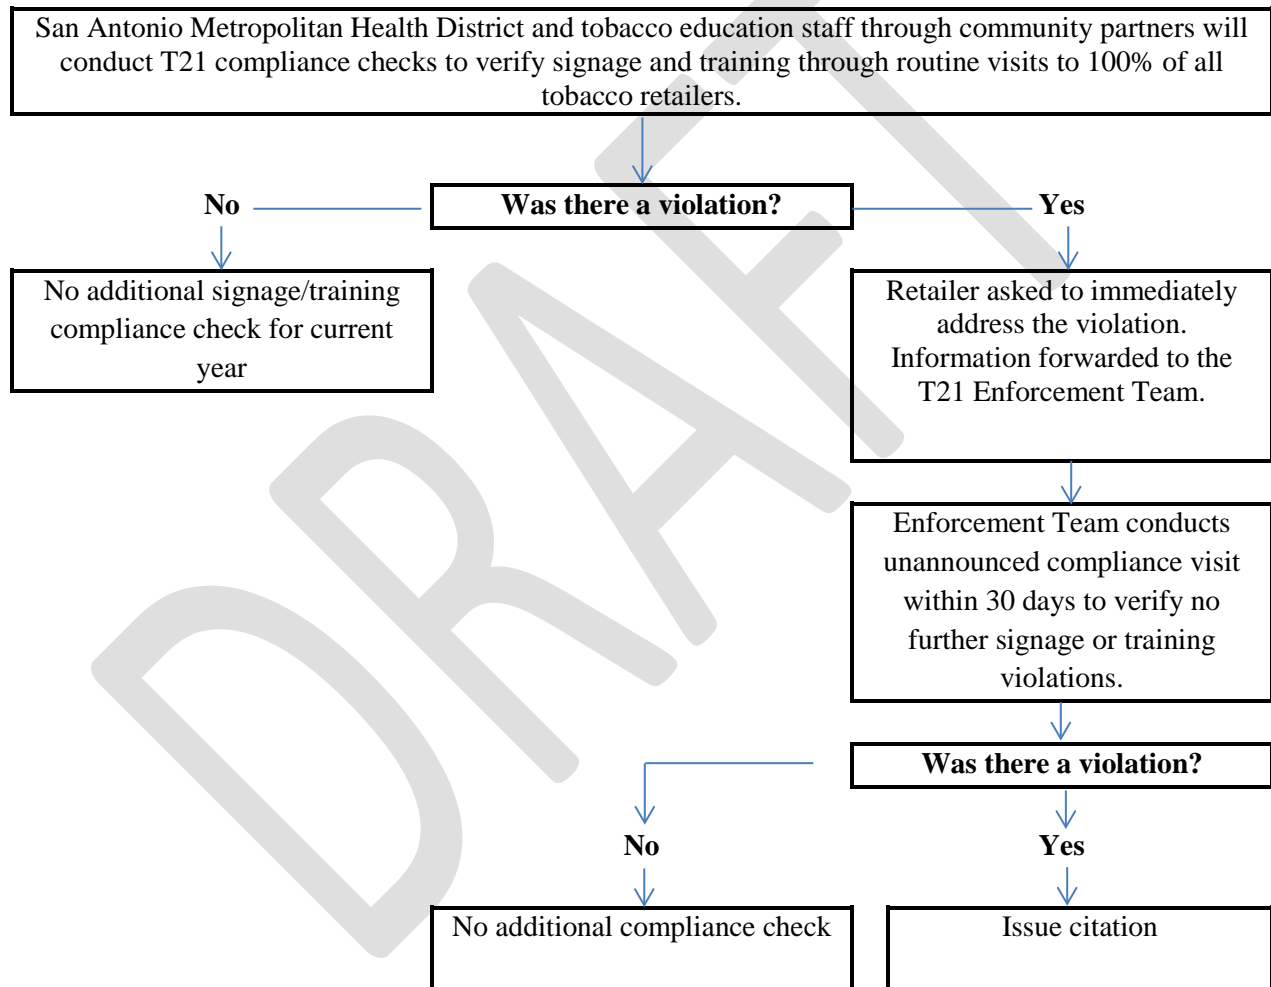 San Antonio Metropolitan Health District and tobacco education staff through community partners will
conduct T21 compliance checks to verify signage and training through routine visits to 100% of all
tobacco retailers.
No
Was there a violation?
Yes
No additional signage/training
compliance check for current
year
Retailer asked to immediately
address the violation.
Information forwarded to the
T21 Enforcement Team.
Enforcement Team conducts
unannounced compliance visit
within 30 days to verify no
further signage or training
violations.
Was there a violation?
No
Yes
No additional compliance check
Issue citation
DRAFT